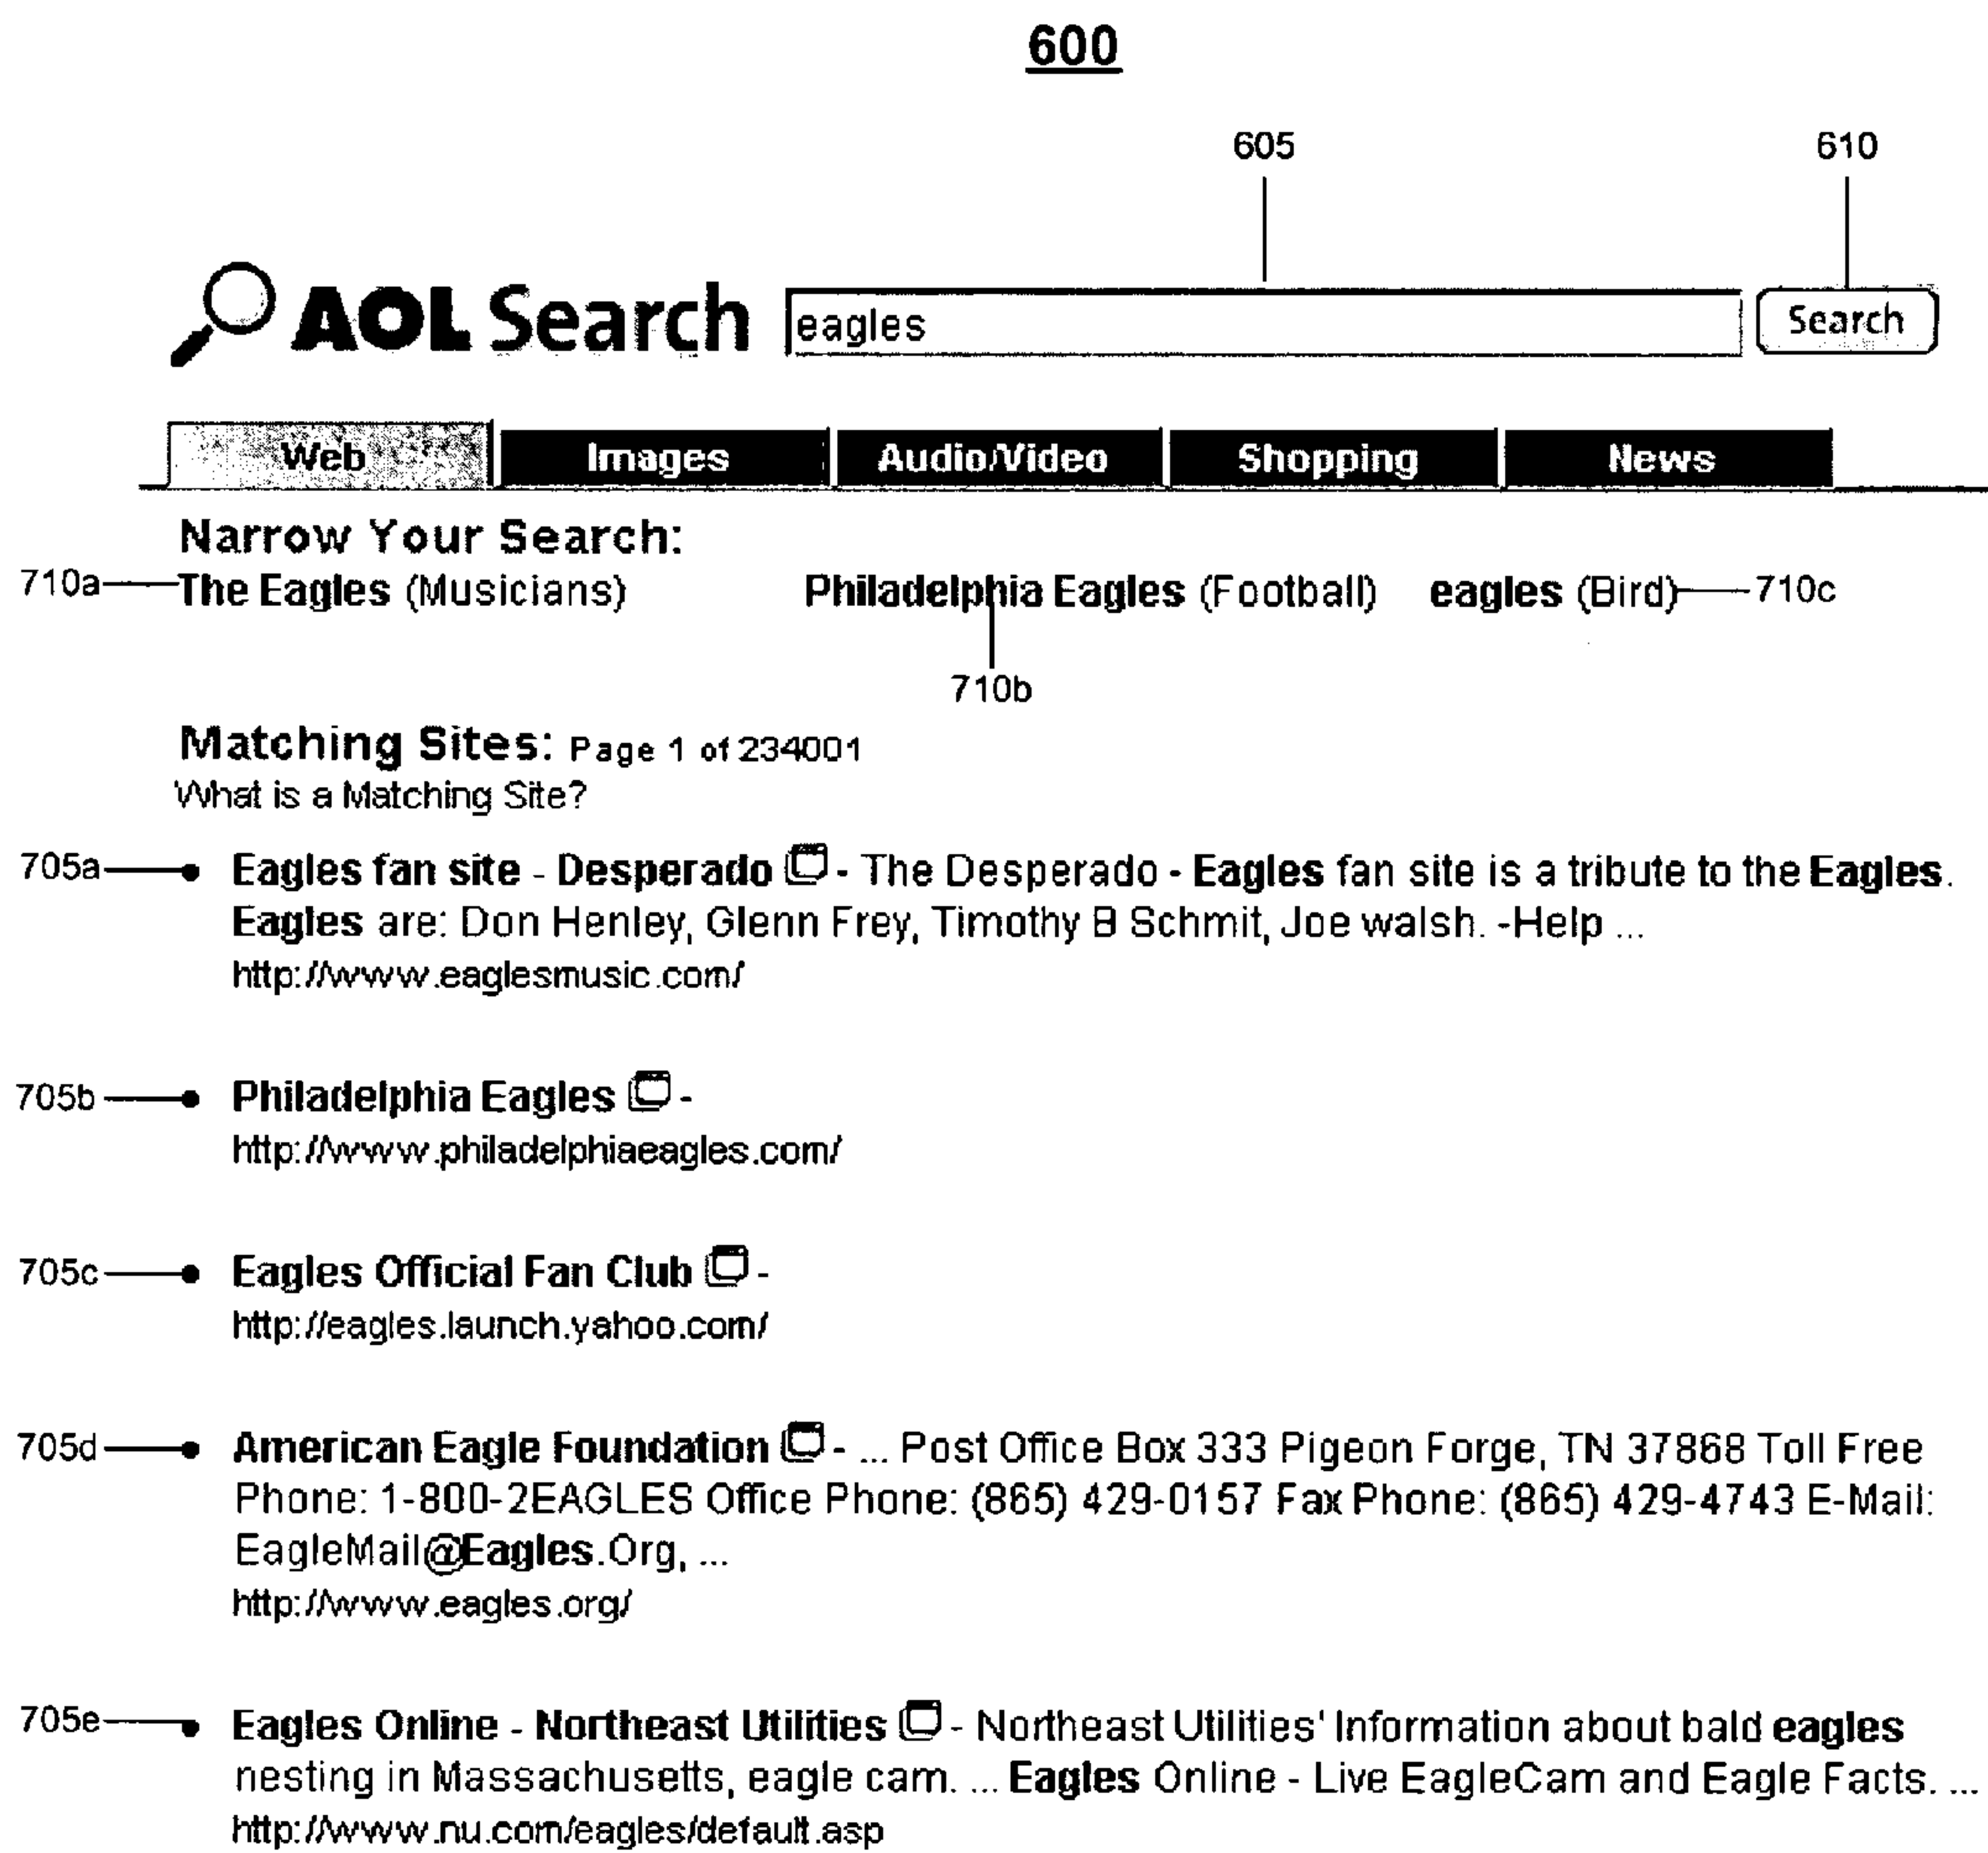 600
605 610
AOL Search eagles Search
Web Images Audio/Video Shopping News
Narrow Your Search:
710a The Eagles (Musicians) Philadelphia Eagles (Football) eagles (Bird) 710c
710b
Matching Sites: Page 1 of 234001
What is a Matching Site?
705a Eagles fan site - Desperado - The Desperado - Eagles fan site is a tribute to the Eagles.
Eagles are: Don Henley, Glenn Frey, Timothy B Schmit, Joe walsh. -Help ...
http://www.eaglesmusic.com/
705b Philadelphia Eagles -
http://www.philadelphiaeagles.com/
705c Eagles Official Fan Club -
http://eagles.launch.yahoo.com/
705d American Eagle Foundation - ... Post Office Box 333 Pigeon Forge, TN 37868 Toll Free
Phone: 1-800-2EAGLES Office Phone: (865) 429-0157 Fax Phone: (865) 429-4743 E-Mail:
EagleMail@Eagles.Org, ...
http://www.eagles.org/
705e Eagles Online - Northeast Utilities - Northeast Utilities' Information about bald eagles
nesting in Massachusetts, eagle cam. ... Eagles Online - Live EagleCam and Eagle Facts. ...
http://www.nu.com/eagles/default.asp